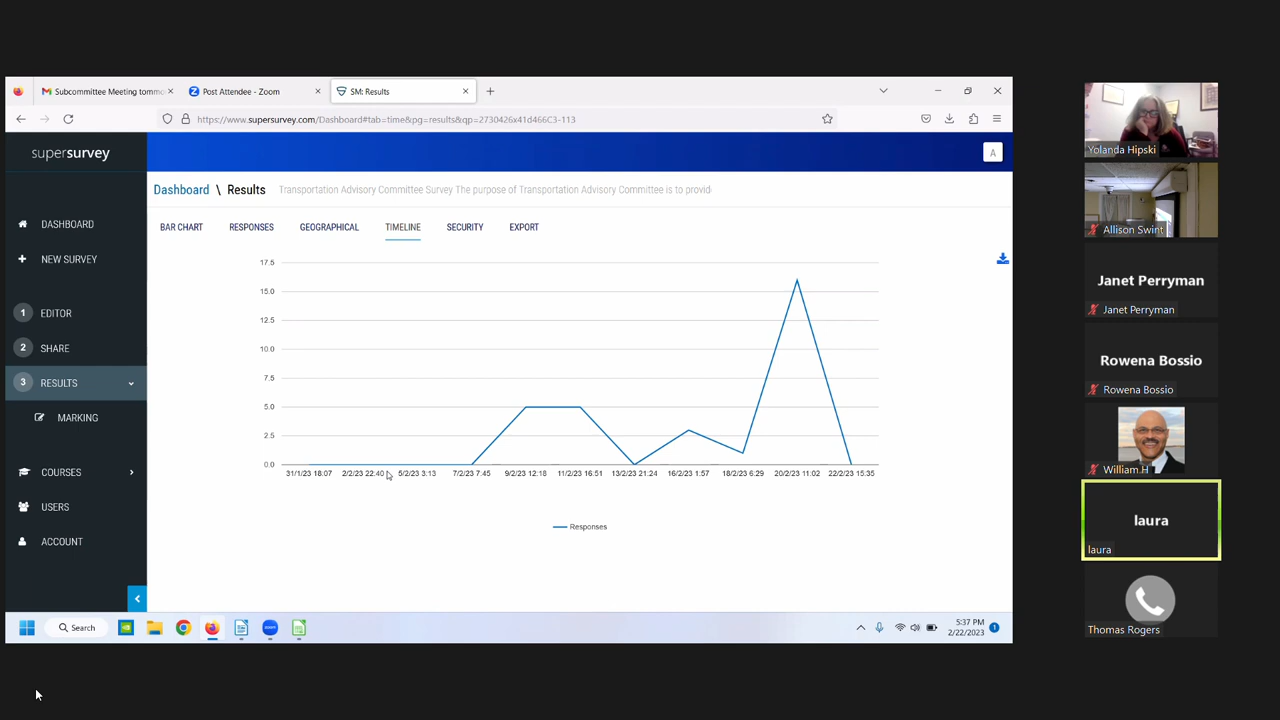 Subcommittee Meeting tommo
Post Attendee - Zoom
SM: Results
https://www.supersurvey.com/Dashboard#tab=time&pg=results&qp=2730426x41d466C3-113
supersurvey
A
Dashboard \ Results Transportation Advisory Committee Survey The purpose of Transportation Advisory Committee is to provid
BAR CHART RESPONSES GEOGRAPHICAL TIMELINE SECURITY EXPORT
DASHBOARD
NEW SURVEY
1 EDITOR
2 SHARE
3 RESULTS
MARKING
COURSES
USERS
ACCOUNT
17.5
15.0
12.5
10.0
7.5
5.0
2.5
0.0
31/1/23 18:07 2/2/23 22:40 5/2/23 3:13 7/2/23 7:45 9/2/23 12:18 11/2/23 16:51 13/2/23 21:24 16/2/23 1:57 18/2/23 6:29 20/2/23 11:02 22/2/23 15:35
Responses
Search
zoom
5:37 PM
2/22/2023
1
Yolanda Hipski
Allison Swint
Janet Perryman
Janet Perryman
Rowena Bossio
Rowena Bossio
William.H
laura
laura
Thomas Rogers